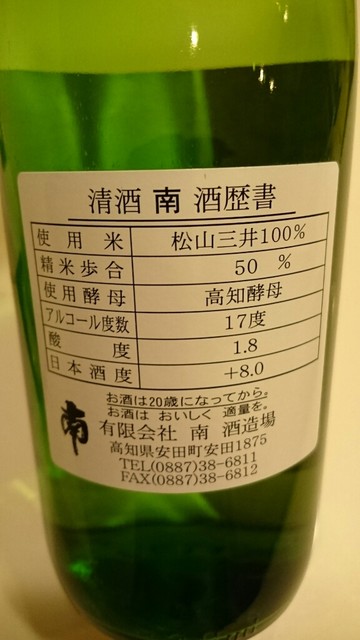 清酒 南 酒歴書
使用米 松山三井100%
精米歩合 50 %
使用酵母 高知酵母
アルコール度数 17度
酸度 1.8
日本酒度 +8.0
お酒は20歳になってから。
お酒は おいしく 適量を。
南 有限会社 南 酒造場
高知県安田町安田1875
TEL(0887)38-6811
FAX(0887)38-6812